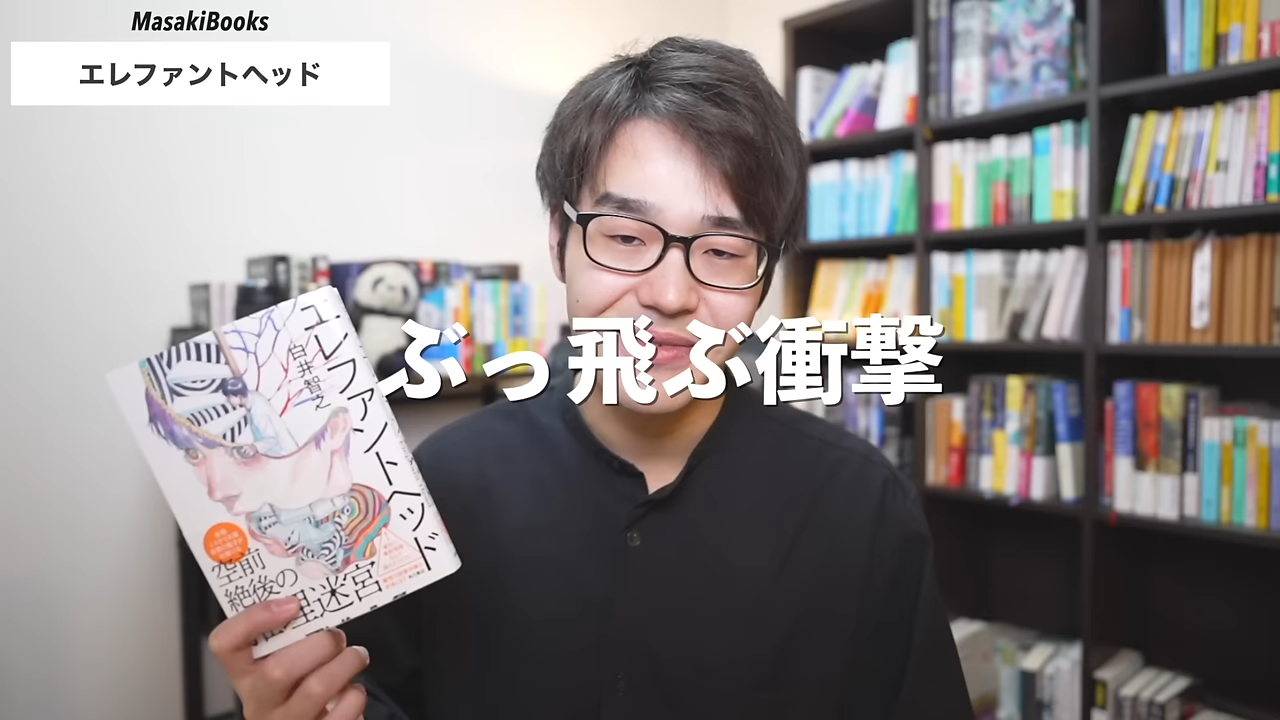 MasakiBooks
エレファントヘッド
ぶっ飛ぶ衝撃
エレファントヘッド
白井智之
空前
絶後の
推理迷宮